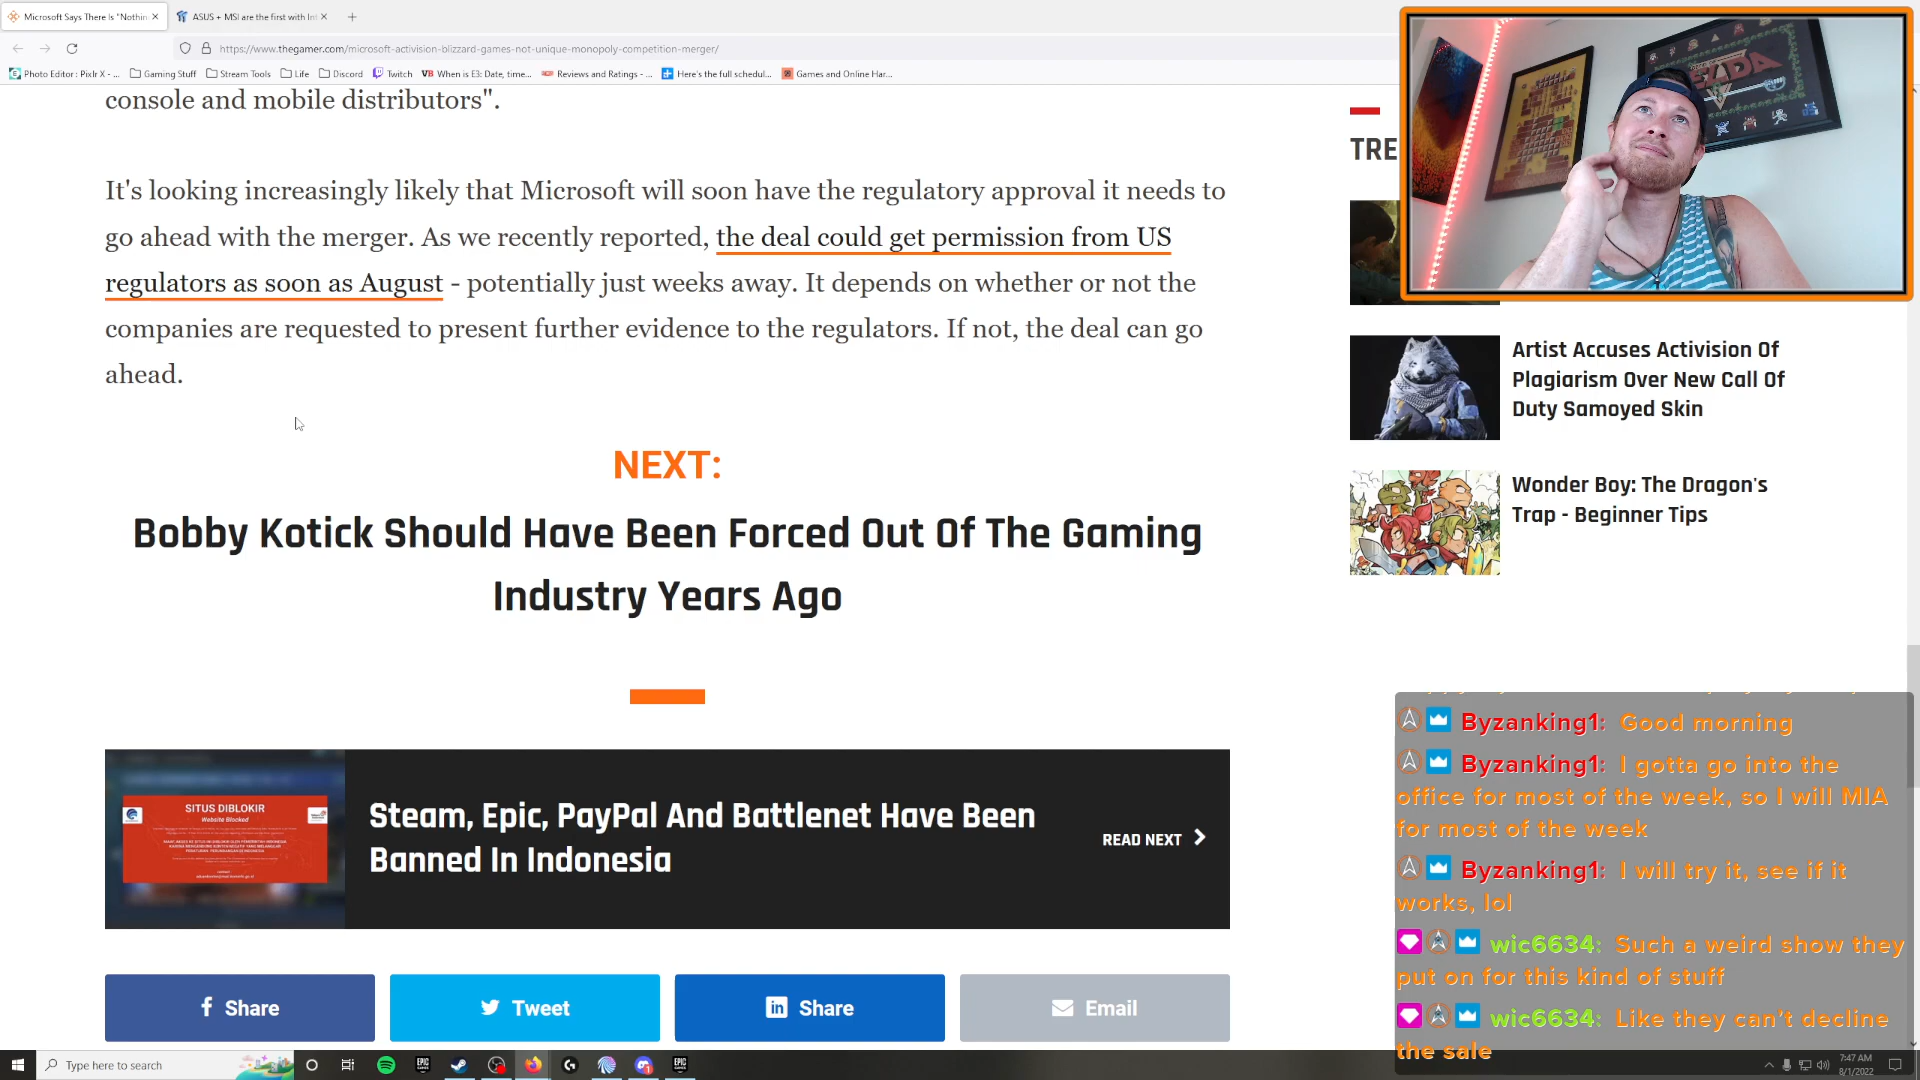 Microsoft Says There Is "Nothin
ASUS + MSI are the first with Int
https://www.thegamer.com/microsoft-activision-blizzard-games-not-unique-monopoly-competition-merger/
Photo Editor : Pixlr X - ...
Gaming Stuff
Stream Tools
Life
Discord
Twitch
When is E3: Date, time...
Reviews and Ratings - ...
Here's the full schedul...
Games and Online Har...
console and mobile distributors".
It's looking increasingly likely that Microsoft will soon have the regulatory approval it needs to
go ahead with the merger. As we recently reported, the deal could get permission from US
regulators as soon as August - potentially just weeks away. It depends on whether or not the
companies are requested to present further evidence to the regulators. If not, the deal can go
ahead.
NEXT:
Bobby Kotick Should Have Been Forced Out Of The Gaming
Industry Years Ago
SITUS DIBLOKIR
Website Blocked
Steam, Epic, PayPal And Battlenet Have Been
Banned In Indonesia
READ NEXT
Share
Tweet
Share
Email
TRE
ZELDA
Artist Accuses Activision Of
Plagiarism Over New Call Of
Duty Samoyed Skin
Wonder Boy: The Dragon's
Trap - Beginner Tips
Byzanking1: Good morning
Byzanking1: I gotta go into the
office for most of the week, so I will MIA
for most of the week
Byzanking1: I will try it, see if it
works, lol
wic6634: Such a weird show they
put on for this kind of stuff
wic6634: Like they can't decline
the sale
Type here to search
7:47 AM
8/1/2022